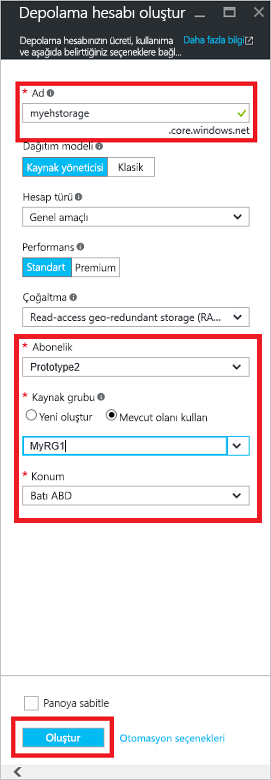 Depolama hesabı oluştur
Depolama hesabınızın ücreti, kullanıma
ve aşağıda belirttiğiniz seçeneklere bağl...
Daha fazla bilgi
* Ad
myehstorage
.core.windows.net
Dağıtım modeli
Kaynak yöneticisi Klasik
Hesap türü
Genel amaçlı
Performans
Standart Premium
Çoğaltma
Read-access geo-redundant storage (RA...
* Abonelik
Prototype2
* Kaynak grubu
Yeni oluştur Mevcut olanı kullan
MyRG1
* Konum
Batı ABD
Panoya sabitle
Oluştur Otomasyon seçenekleri